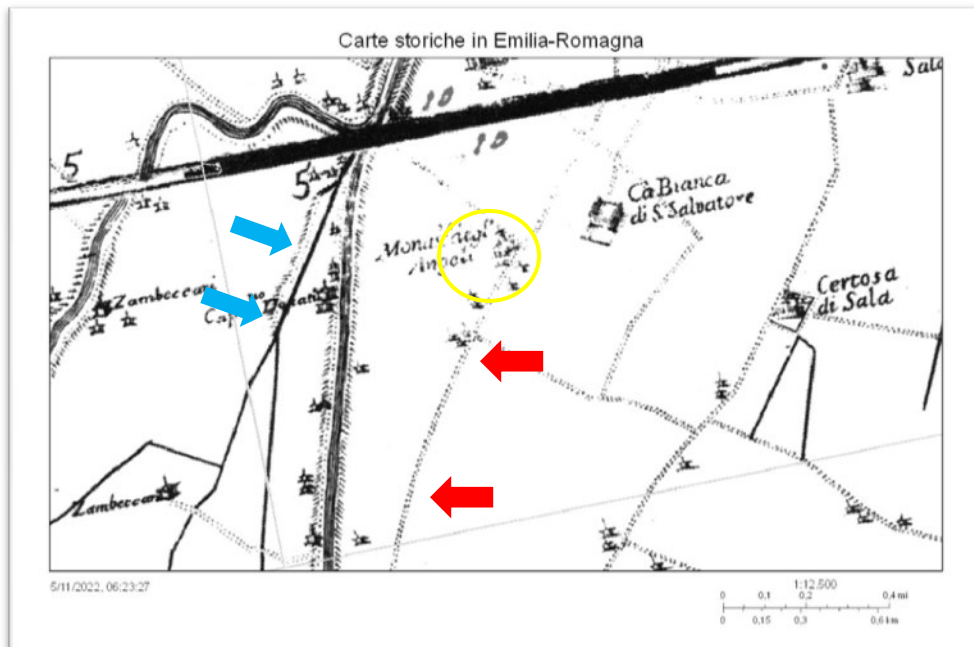 Carte storiche in Emilia-Romagna
Sala
10
10
5
5
Cà Bianca
di S. Salvatore
Zambeccari
Certosa
di Sala
Zambeccari
5/11/2022, 06:23:27
1:12.500
0 0,1 0,2 0,4 mi
0 0,15 0,3 0,6 km